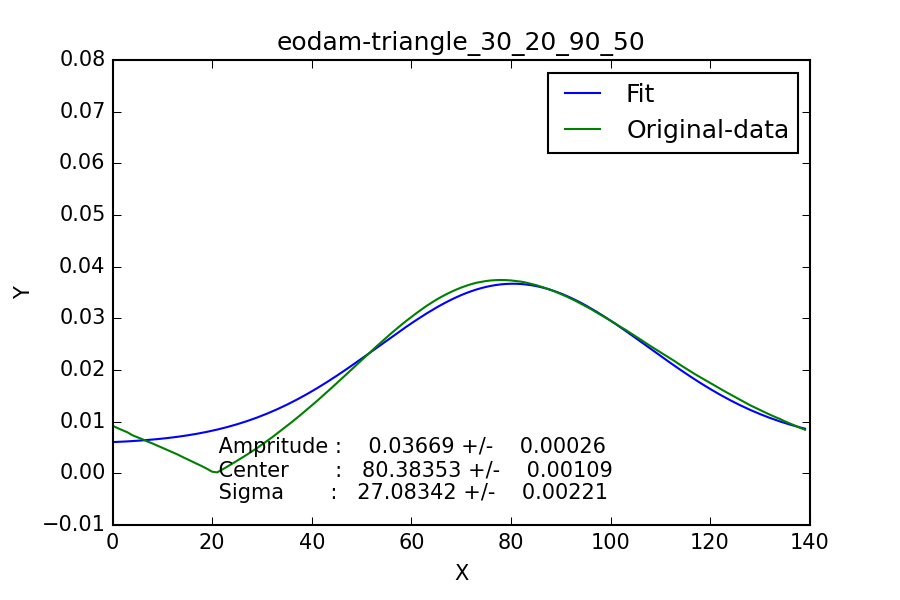 eodam-triangle_30_20_90_50
0.08
0.07
0.06
0.05
0.04
0.03
0.02
0.01
0.00
−0.01
Y
Fit
Original-data
Ampritude : 0.03669 +/- 0.00026
Center : 80.38353 +/- 0.00109
Sigma : 27.08342 +/- 0.00221
0 20 40 60 80 100 120 140
X